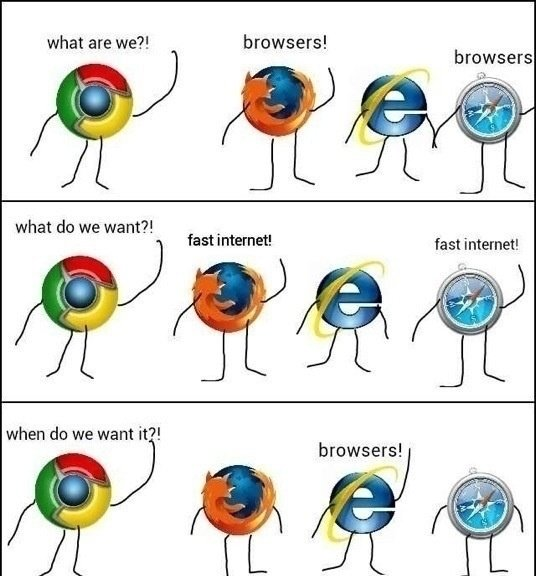 what are we?!
browsers!
browsers
what do we want?!
fast internet!
fast internet!
when do we want it?!
browsers!